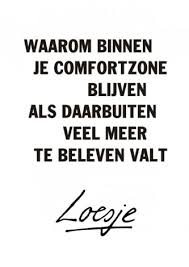 WAAROM BINNEN
JE COMFORTZONE
BLIJVEN
ALS DAARBUITEN
VEEL MEER
TE BELEVEN VALT
Loesje